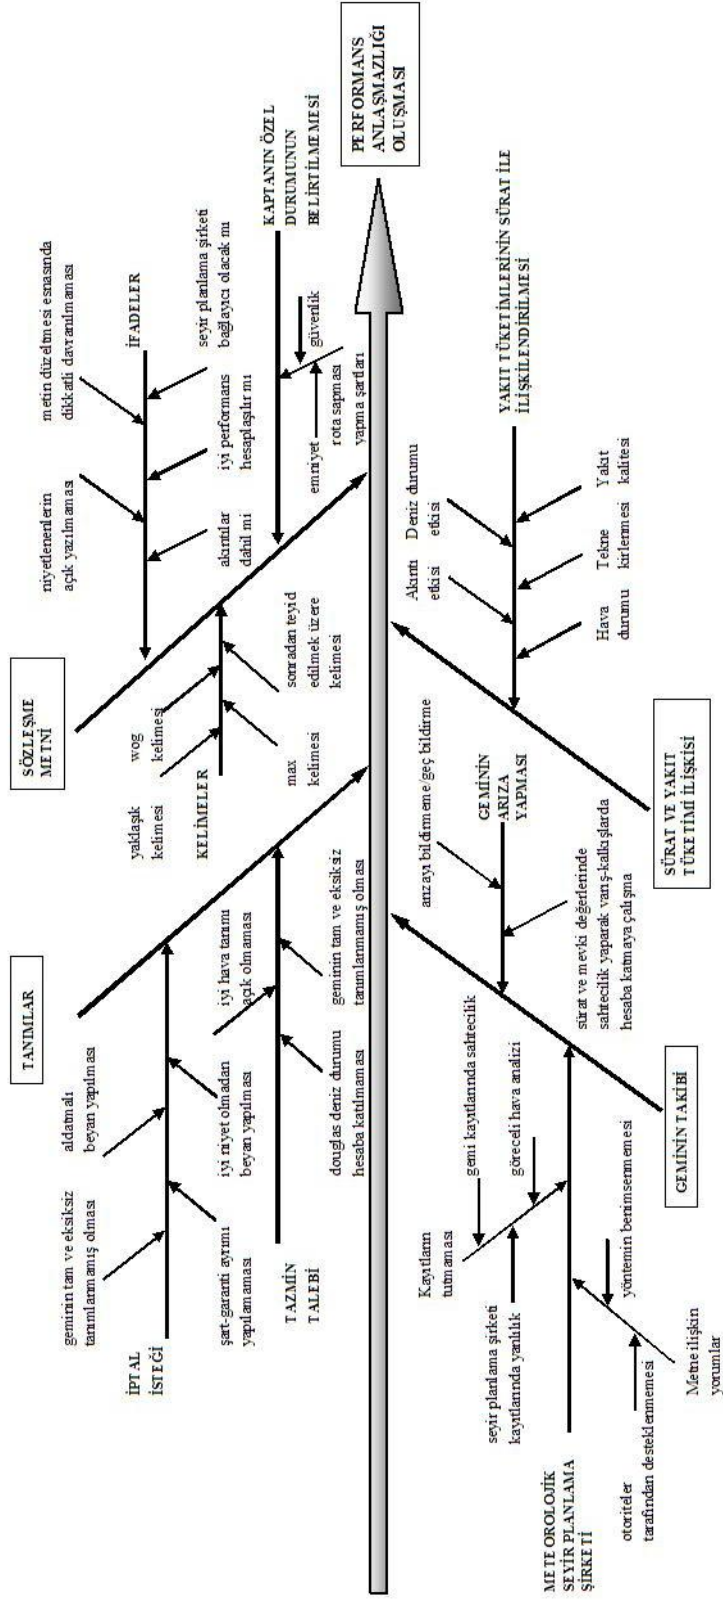 TANIMLAR
geminin tam ve eksiksiz
tanımlanmamış olması
aldatmalı
beyan yapılması
İPTAL
İSTEĞİ
şart-garanti ayrımı
yapılamaması
iyi niyet olmadan
beyan yapılması
iyi hava tanımı
açık olmaması
TAZMİN
TALEBİ
douglas deniz durumu
hesaba katılmaması
geminin tam ve eksiksiz
tanımlanmamış olması
SÖZLEŞME
METNİ
niyetlenenlerin
açık yazılmaması
metin düzeltmesi esnasında
dikkatli davranılmaması
İFADELER
akıntılar
dahil mi
iyi performans
hesaplaşılır mı
seyir planlama şirketi
bağlayıcı olacak mı
yaklaşık
kelimesi
wog
kelimesi
KELİMELER
max
kelimesi
sonradan teyid
edilmek üzere
kelimesi
KAPTANIN ÖZEL
DURUMUNUN
BELİRTİLMEMESİ
emniyet
güvenlik
rota sapması
yapma şartları
PERFORMANS
ANLAŞMAZLIĞI
OLUŞMASI
Kayıtların
tutmaması
gemi kayıtlarında sahtecilik
seyir planlama şirketi
kayıtlarında yanlılık
göreceli hava analizi
METEOROLOJİK
SEYİR PLANLAMA
ŞİRKETİ
otoriteler
tarafından desteklenmemesi
yöntemin benimsenmemesi
Metne ilişkin
yorumlar
GEMİNİN TAKİBİ
arızayı bildirmeme/geç bildirme
GEMİNİN
ARIZA
YAPMASI
sürat ve mevki değerlerinde
sahtecilik yaparak varış-kalkışlarda
hesaba katmaya çalışma
SÜRAT VE YAKIT
TÜKETİMİ İLİŞKİSİ
Akıntı
etkisi
Deniz durumu
etkisi
YAKIT TÜKETİMLERİNİN SÜRAT İLE
İLİŞKİLENDİRİLMESİ
Hava
durumu
Tekne
kirlenmesi
Yakıt
kalitesi